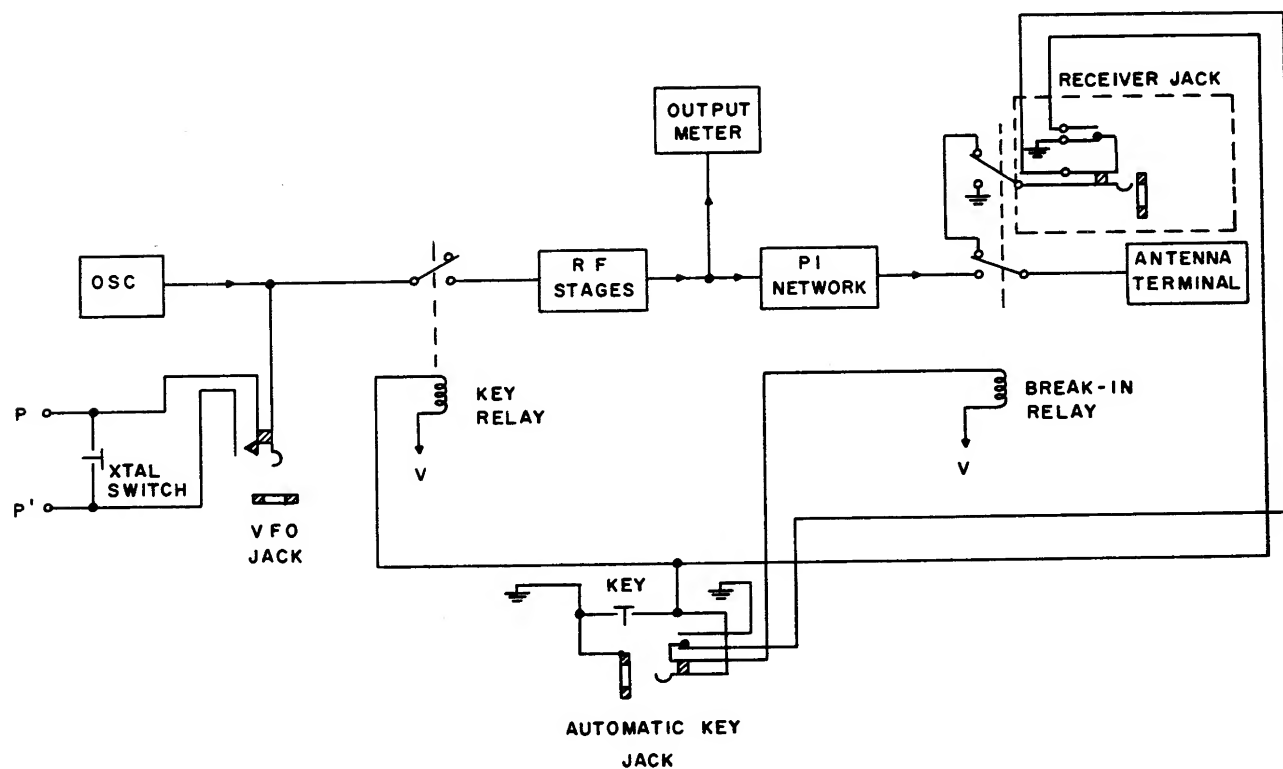 RECEIVER JACK
OUTPUT
METER
OSC
RF
STAGES
PI
NETWORK
ANTENNA
TERMINAL
P
XTAL
SWITCH
P'
VFO
JACK
KEY
RELAY
V
BREAK-IN
RELAY
V
KEY
AUTOMATIC KEY
JACK